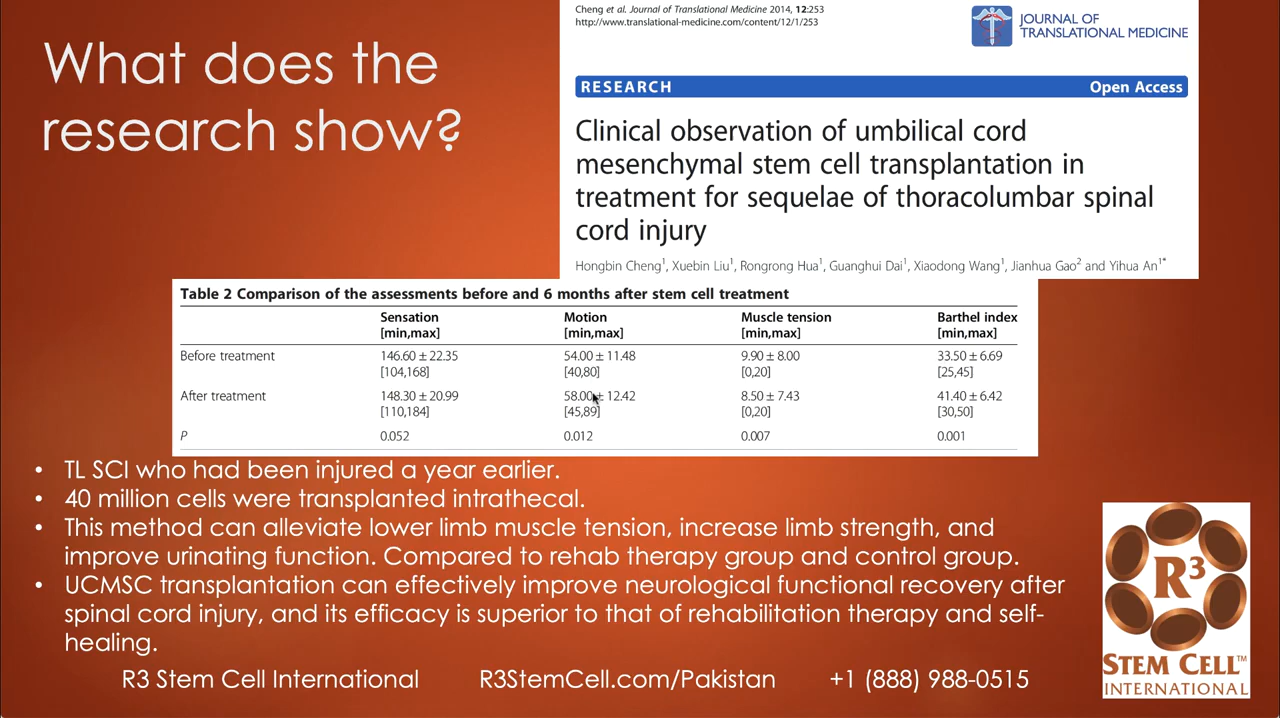 What does the
research show?
Cheng et al. Journal of Translational Medicine 2014, 12:253
http://www.translational-medicine.com/content/12/1/253
JOURNAL OF
TRANSLATIONAL MEDICINE
RESEARCH Open Access
Clinical observation of umbilical cord
mesenchymal stem cell transplantation in
treatment for sequelae of thoracolumbar spinal
cord injury
Hongbin Cheng1, Xuebin Liu1, Rongrong Hua1, Guanghui Dai1, Xiaodong Wang1, Jianhua Gao2 and Yihua An1*
Table 2 Comparison of the assessments before and 6 months after stem cell treatment
Sensation Motion Muscle tension Barthel index
[min,max] [min,max] [min,max] [min,max]
Before treatment 146.60 ± 22.35 54.00 ± 11.48 9.90 ± 8.00 33.50 ± 6.69
[104,168] [40,80] [0,20] [25,45]
After treatment 148.30 ± 20.99 58.00 ± 12.42 8.50 ± 7.43 41.40 ± 6.42
[110,184] [45,89] [0,20] [30,50]
P 0.052 0.012 0.007 0.001
• TL SCI who had been injured a year earlier.
• 40 million cells were transplanted intrathecal.
• This method can alleviate lower limb muscle tension, increase limb strength, and
improve urinating function. Compared to rehab therapy group and control group.
• UCMSC transplantation can effectively improve neurological functional recovery after
spinal cord injury, and its efficacy is superior to that of rehabilitation therapy and self-
healing.
R3 Stem Cell International R3StemCell.com/Pakistan +1 (888) 988-0515
R3
STEM CELL™
INTERNATIONAL